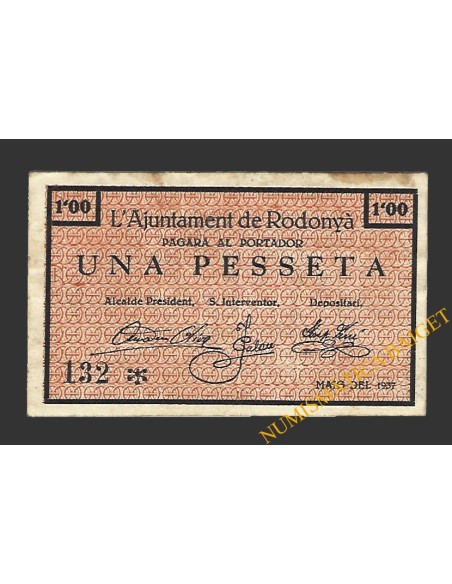 1'00 1'00
L'Ajuntament de Rodonyà
PAGARÀ AL PORTADOR
UNA PESSETA
Alcalde President, S. Interventor, Depositari,
132 *
MAIG DEL 1937